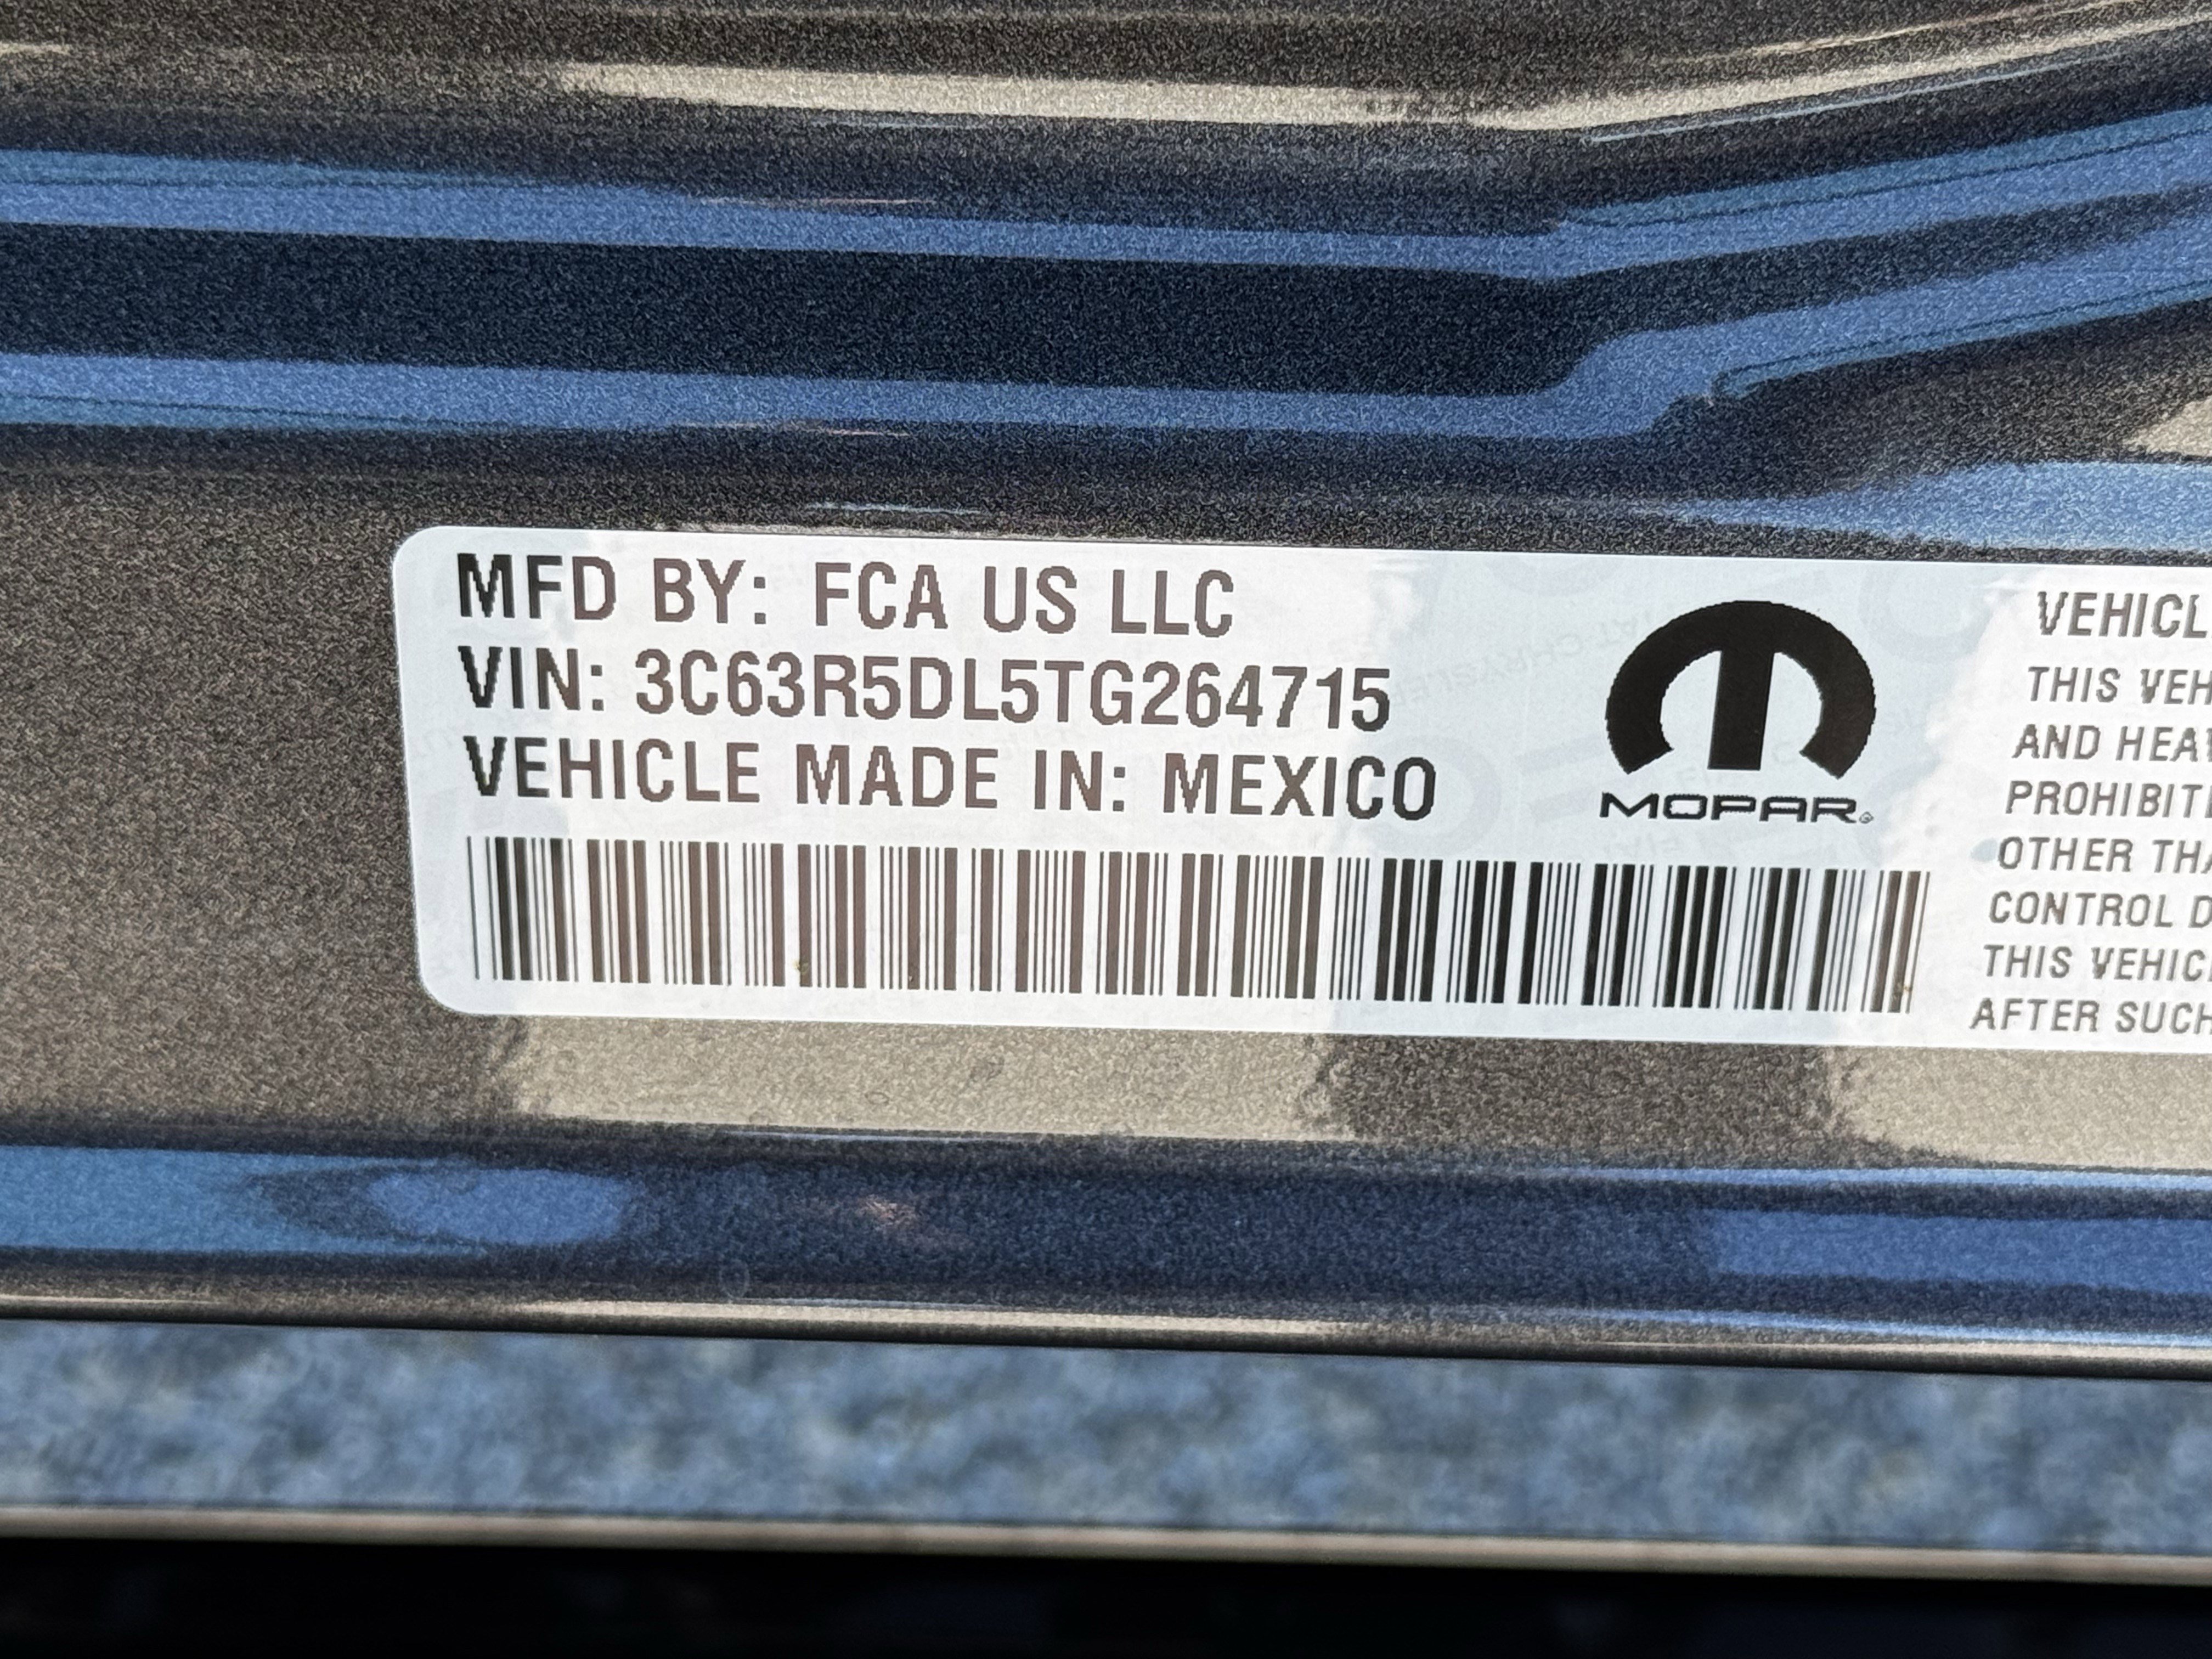 MFD BY: FCA US LLC
VIN: 3C63R5DL5TG264715
VEHICLE MADE IN: MEXICO
MOPAR®
VEHICL
THIS VEH
AND HEA
PROHIBIT
OTHER TH
CONTROL D
THIS VEHIC
AFTER SUCH